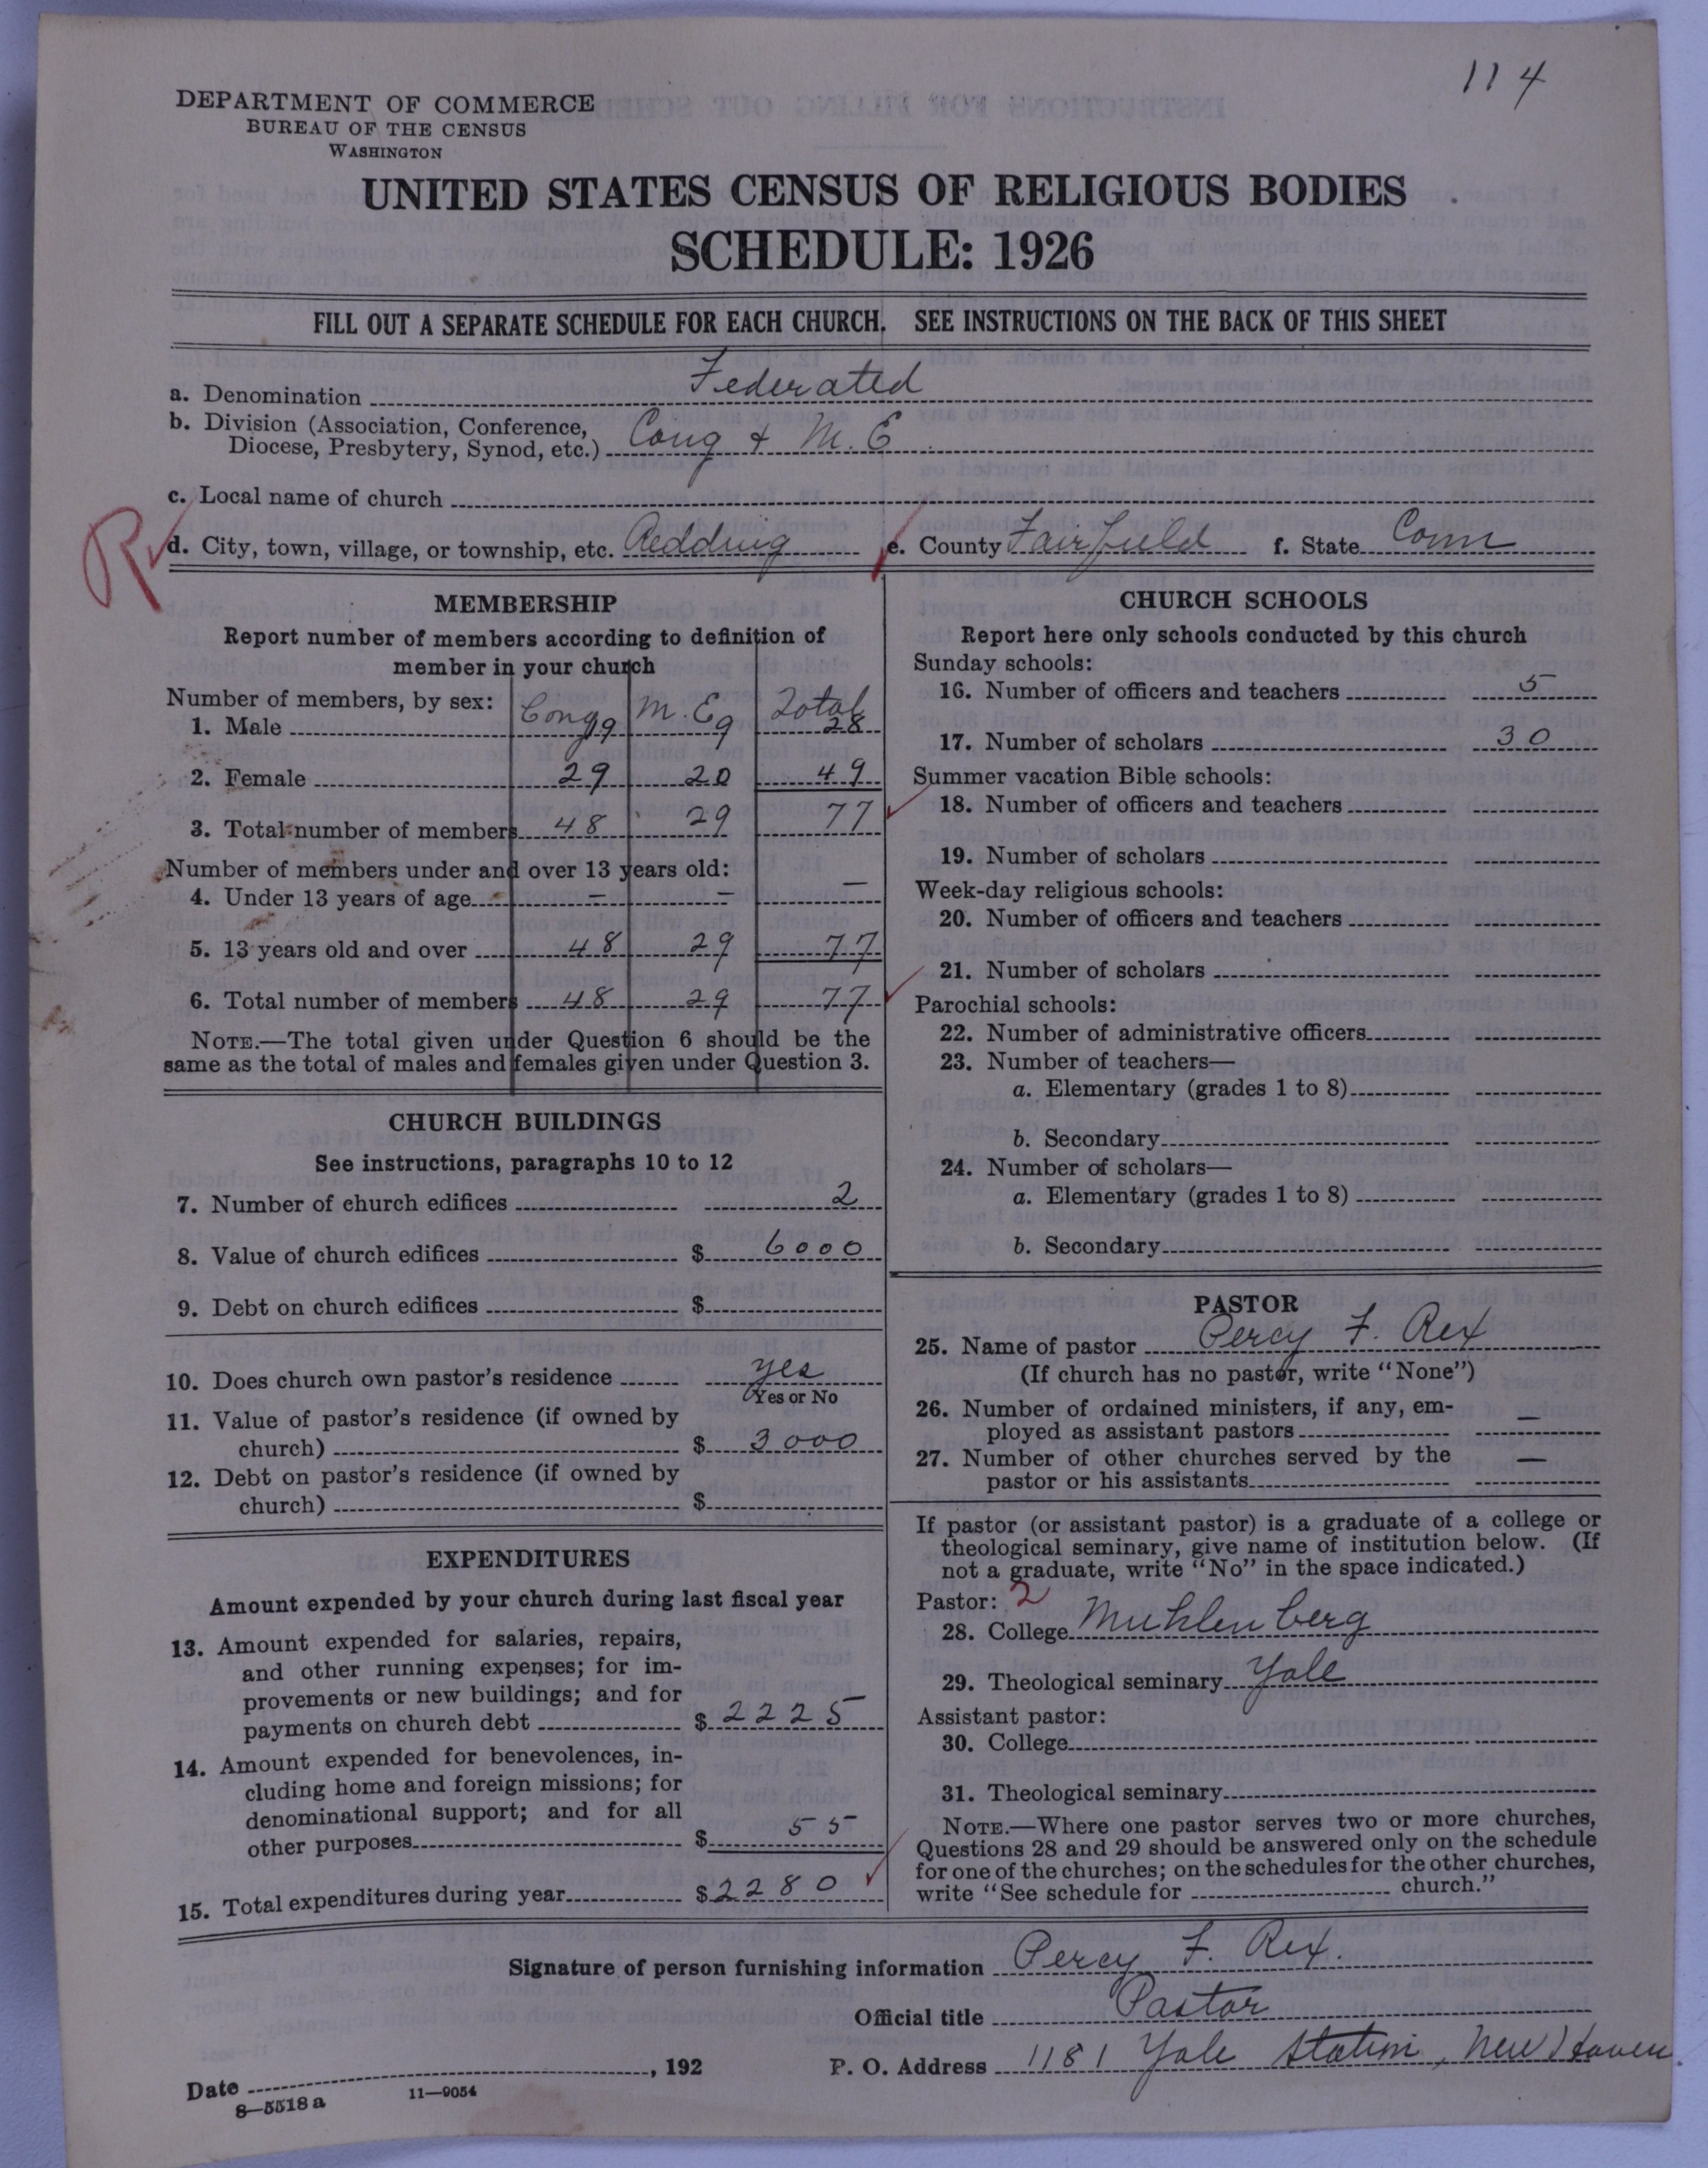 114
DEPARTMENT OF COMMERCE
BUREAU OF THE CENSUS
WASHINGTON
UNITED STATES CENSUS OF RELIGIOUS BODIES
SCHEDULE: 1926
FILL OUT A SEPARATE SCHEDULE FOR EACH CHURCH. SEE INSTRUCTIONS ON THE BACK OF THIS SHEET
a. Denomination Federated
b. Division (Association, Conference,
Diocese, Presbytery, Synod, etc.) Cong & M. E.
c. Local name of church
R d. City, town, village, or township, etc. Redding e. County Fairfield f. State Conn
MEMBERSHIP
Report number of members according to definition of
member in your church
Number of members, by sex: Cong M. E. Total
1. Male 19 9 28
2. Female 29 20 49
3. Total number of members 48 29 77
Number of members under and over 13 years old:
4. Under 13 years of age – – –
5. 13 years old and over 48 29 77
6. Total number of members 48 29 77
NOTE.—The total given under Question 6 should be the
same as the total of males and females given under Question 3.
CHURCH BUILDINGS
See instructions, paragraphs 10 to 12
7. Number of church edifices 2
8. Value of church edifices $ 6000
9. Debt on church edifices $
10. Does church own pastor's residence yes
Yes or No
11. Value of pastor's residence (if owned by
church) $ 3000
12. Debt on pastor's residence (if owned by
church) $
EXPENDITURES
Amount expended by your church during last fiscal year
13. Amount expended for salaries, repairs,
and other running expenses; for im-
provements or new buildings; and for
payments on church debt $ 2225
14. Amount expended for benevolences, in-
cluding home and foreign missions; for
denominational support; and for all
other purposes $ 55
15. Total expenditures during year $ 2280
CHURCH SCHOOLS
Report here only schools conducted by this church
Sunday schools:
16. Number of officers and teachers 5
17. Number of scholars 30
Summer vacation Bible schools:
18. Number of officers and teachers
19. Number of scholars
Week-day religious schools:
20. Number of officers and teachers
21. Number of scholars
Parochial schools:
22. Number of administrative officers
23. Number of teachers—
a. Elementary (grades 1 to 8)
b. Secondary
24. Number of scholars—
a. Elementary (grades 1 to 8)
b. Secondary
PASTOR
25. Name of pastor Percy F. Rex
(If church has no pastor, write "None")
26. Number of ordained ministers, if any, em-
ployed as assistant pastors —
27. Number of other churches served by the
pastor or his assistants —
If pastor (or assistant pastor) is a graduate of a college or
theological seminary, give name of institution below. (If
not a graduate, write "No" in the space indicated.)
Pastor: 2
28. College Muhlenberg
29. Theological seminary Yale
Assistant pastor:
30. College
31. Theological seminary
NOTE.—Where one pastor serves two or more churches,
Questions 28 and 29 should be answered only on the schedule
for one of the churches; on the schedules for the other churches,
write "See schedule for church."
Signature of person furnishing information Percy F. Rex.
Official title Pastor
Date , 192 P. O. Address 1181 Yale Station, New Haven.
8—5518 a 11—9054